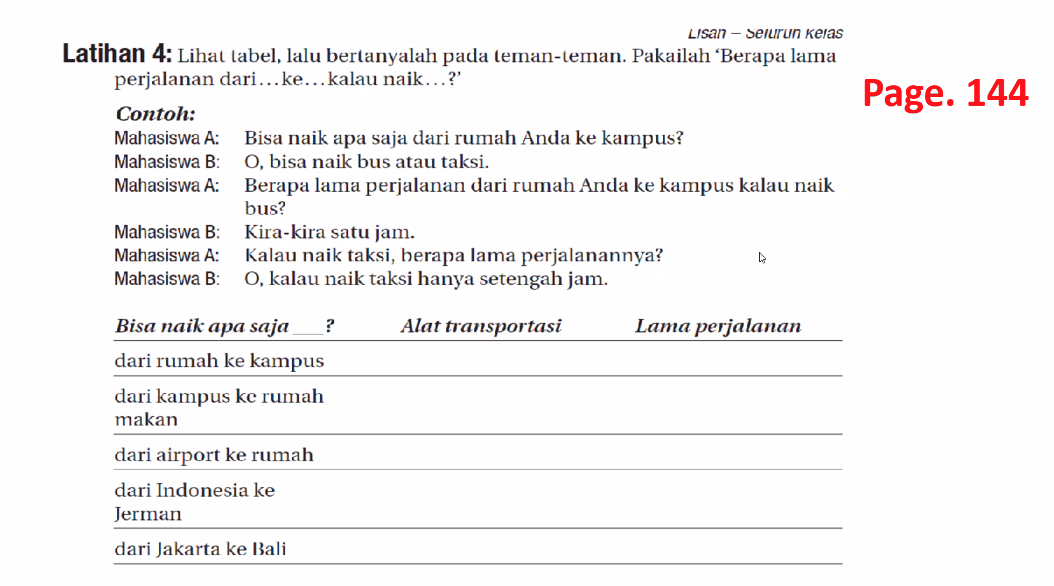 Lisan – Seluruh kelas
Latihan 4: Lihat tabel, lalu bertanyalah pada teman-teman. Pakailah ‘Berapa lama
perjalanan dari…ke…kalau naik…?’
Page. 144
Contoh:
Mahasiswa A: Bisa naik apa saja dari rumah Anda ke kampus?
Mahasiswa B: O, bisa naik bus atau taksi.
Mahasiswa A: Berapa lama perjalanan dari rumah Anda ke kampus kalau naik
bus?
Mahasiswa B: Kira-kira satu jam.
Mahasiswa A: Kalau naik taksi, berapa lama perjalanannya?
Mahasiswa B: O, kalau naik taksi hanya setengah jam.
Bisa naik apa saja ___? Alat transportasi Lama perjalanan
dari rumah ke kampus
dari kampus ke rumah
makan
dari airport ke rumah
dari Indonesia ke
Jerman
dari Jakarta ke Bali